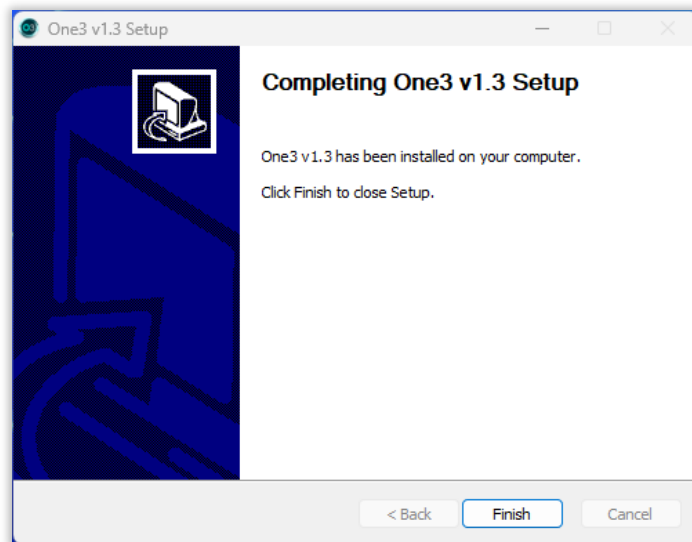 One3 v1.3 Setup
Completing One3 v1.3 Setup
One3 v1.3 has been installed on your computer.
Click Finish to close Setup.
< Back
Finish
Cancel